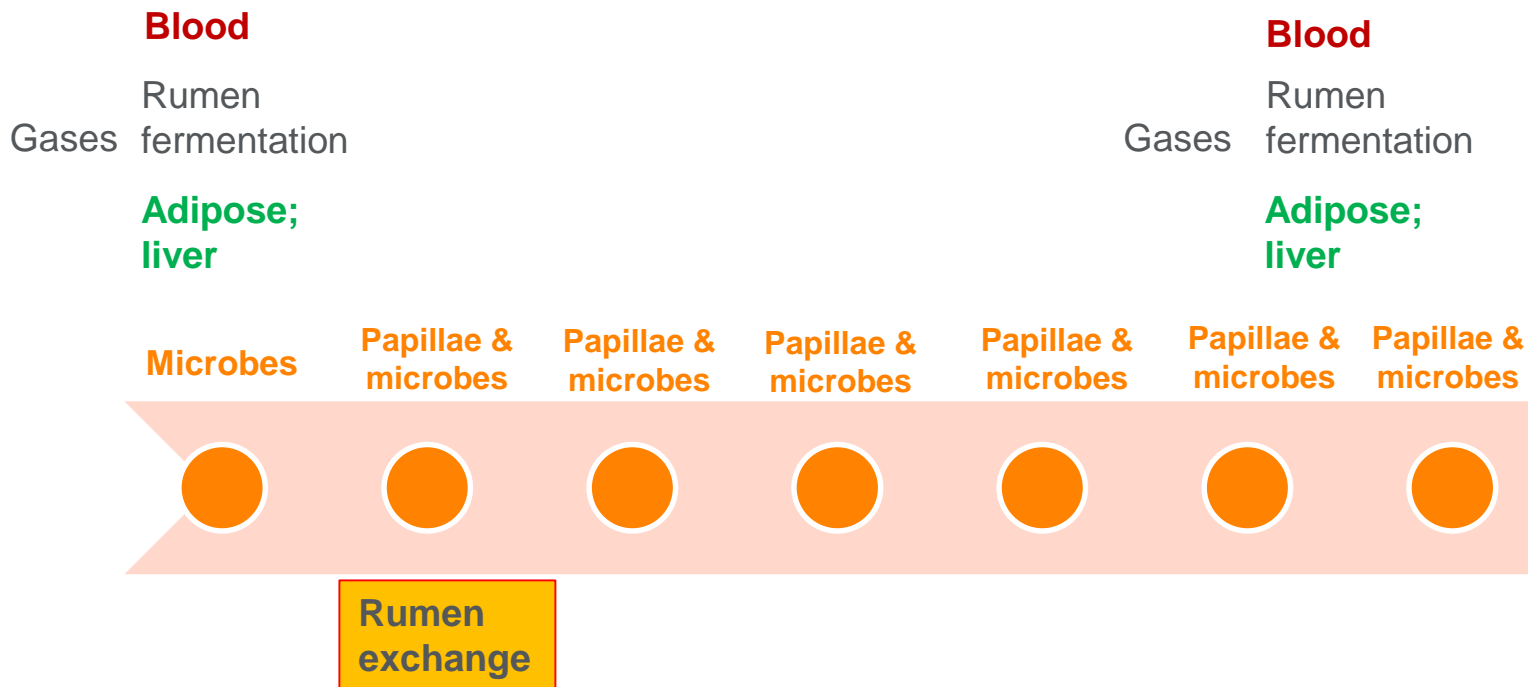 Blood
Rumen
Gases fermentation
Adipose;
liver
Blood
Rumen
Gases fermentation
Adipose;
liver
Microbes
Papillae &
microbes
Papillae &
microbes
Papillae &
microbes
Papillae &
microbes
Papillae &
microbes
Papillae &
microbes
Rumen
exchange